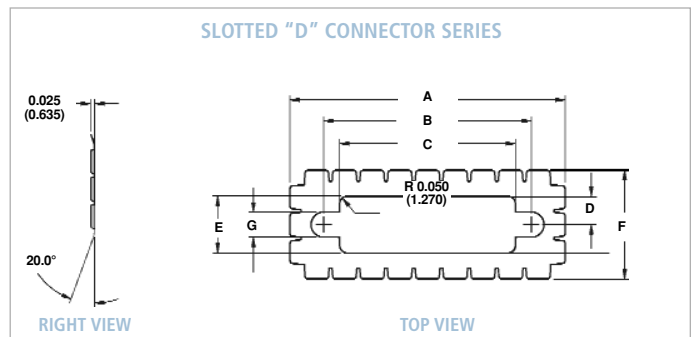 SLOTTED “D” CONNECTOR SERIES
0.025
(0.635)
A
B
C
R 0.050
(1.270)
D
E
G
F
20.0°
RIGHT VIEW
TOP VIEW